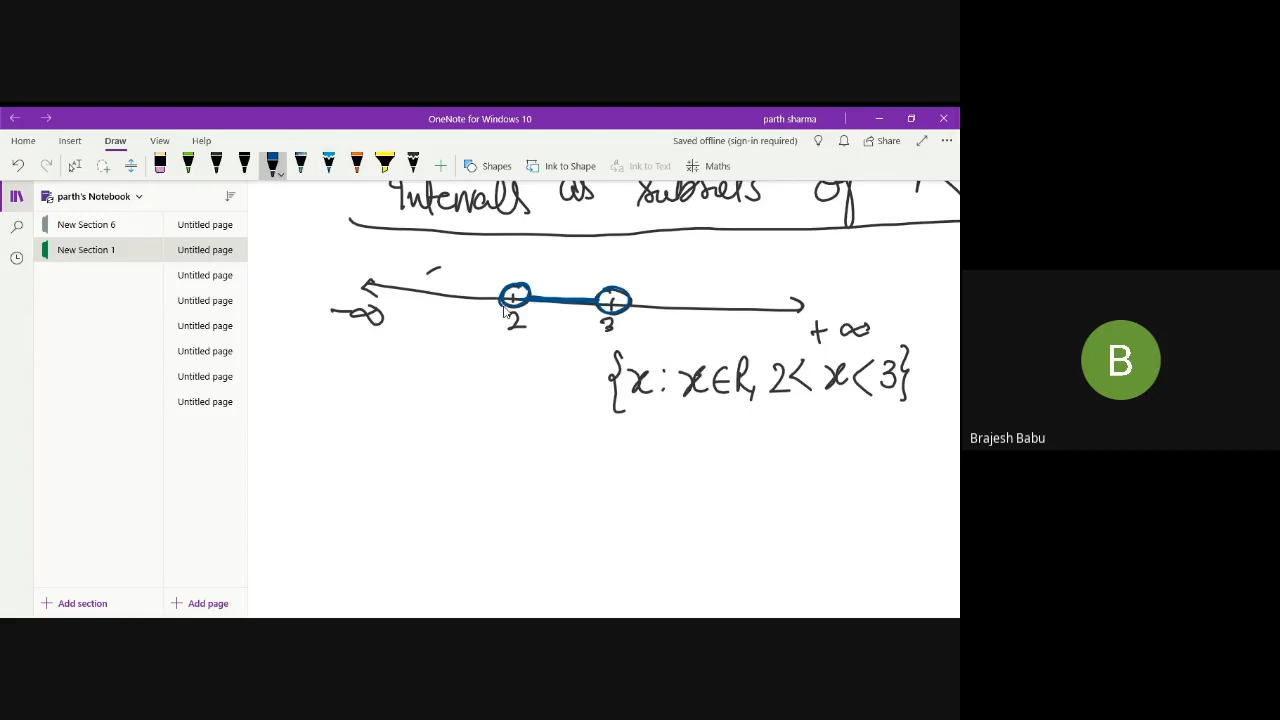 OneNote for Windows 10
parth sharma
Home Insert Draw View Help
Saved offline (sign-in required) Share
Shapes Ink to Shape Ink to Text Maths
parth's Notebook
New Section 6
New Section 1
Untitled page
Untitled page
Untitled page
Untitled page
Untitled page
Untitled page
Untitled page
Untitled page
Add section
Add page
Intervals as subsets of R
-∞ 2 3 +∞
{x : x∈R, 2< x <3}
B
Brajesh Babu